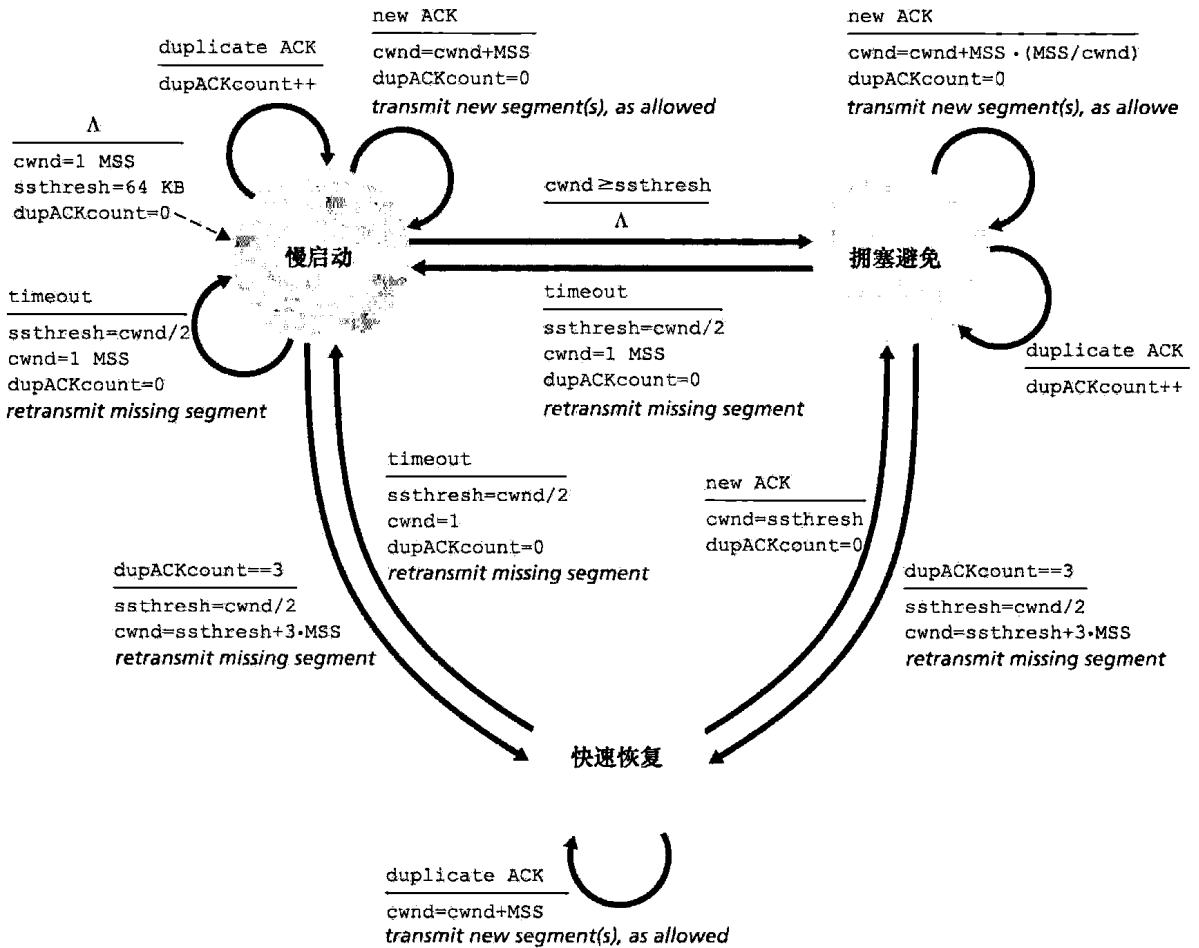 new ACK
cwnd=cwnd+MSS
dupACKcount=0
transmit new segment(s), as allowed
duplicate ACK
dupACKcount++
new ACK
cwnd=cwnd+MSS · (MSS/cwnd)
dupACKcount=0
transmit new segment(s), as allowe
Λ
cwnd=1 MSS
ssthresh=64 KB
dupACKcount=0
cwnd≥ssthresh
Λ
慢启动
拥塞避免
timeout
ssthresh=cwnd/2
cwnd=1 MSS
dupACKcount=0
retransmit missing segment
timeout
ssthresh=cwnd/2
cwnd=1 MSS
dupACKcount=0
retransmit missing segment
duplicate ACK
dupACKcount++
timeout
ssthresh=cwnd/2
cwnd=1
dupACKcount=0
retransmit missing segment
new ACK
cwnd=ssthresh
dupACKcount=0
dupACKcount==3
ssthresh=cwnd/2
cwnd=ssthresh+3·MSS
retransmit missing segment
dupACKcount==3
ssthresh=cwnd/2
cwnd=ssthresh+3·MSS
retransmit missing segment
快速恢复
duplicate ACK
cwnd=cwnd+MSS
transmit new segment(s), as allowed